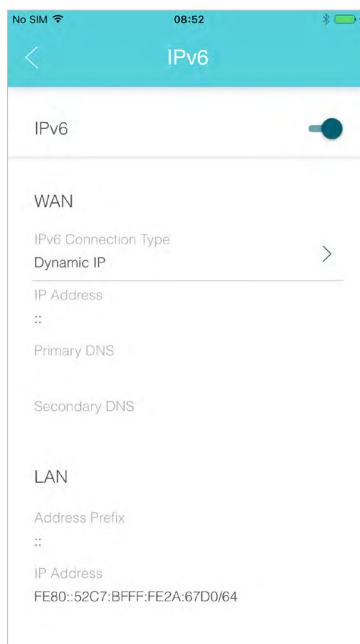 No SIM 08:52
IPv6
IPv6
WAN
IPv6 Connection Type
Dynamic IP
IP Address
::
Primary DNS
Secondary DNS
LAN
Address Prefix
::
IP Address
FE80::52C7:BFFF:FE2A:67D0/64